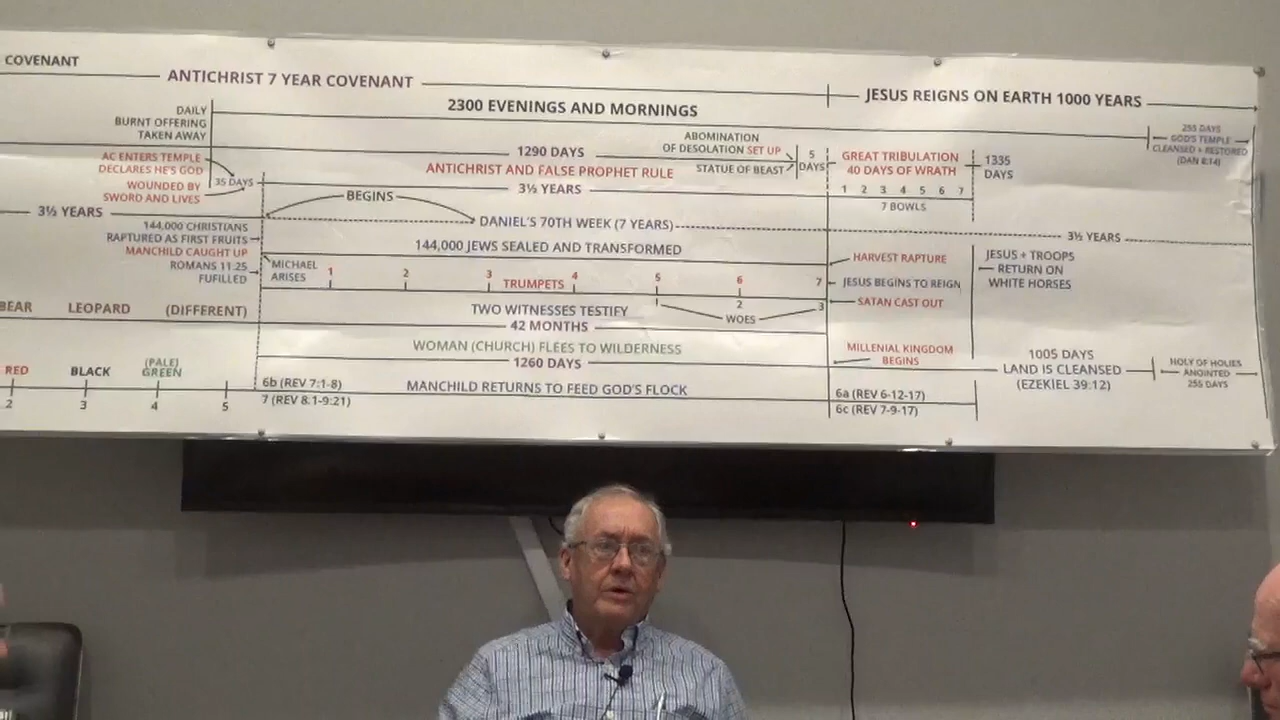 COVENANT
ANTICHRIST 7 YEAR COVENANT
JESUS REIGNS ON EARTH 1000 YEARS
2300 EVENINGS AND MORNINGS
DAILY
BURNT OFFERING
TAKEN AWAY
255 DAYS
GOD'S TEMPLE
CLEANSED + RESTORED
(DAN 8:14)
AC ENTERS TEMPLE
DECLARES HE'S GOD
WOUNDED BY
SWORD AND LIVES
35 DAYS
1290 DAYS
ANTICHRIST AND FALSE PROPHET RULE
ABOMINATION
OF DESOLATION SET UP
STATUE OF BEAST
5
DAYS
GREAT TRIBULATION
40 DAYS OF WRATH
1 2 3 4 5 6 7
7 BOWLS
1335
DAYS
3½ YEARS
3½ YEARS
BEGINS
DANIEL'S 70TH WEEK (7 YEARS)
3½ YEARS
144,000 CHRISTIANS
RAPTURED AS FIRST FRUITS
MANCHILD CAUGHT UP
ROMANS 11:25
FUFILLED
144,000 JEWS SEALED AND TRANSFORMED
MICHAEL
ARISES
1 2 3 4 5 6 7
TRUMPETS
HARVEST RAPTURE
JESUS BEGINS TO REIGN
SATAN CAST OUT
JESUS + TROOPS
RETURN ON
WHITE HORSES
1 2 3
WOES
TWO WITNESSES TESTIFY
42 MONTHS
BEAR LEOPARD (DIFFERENT)
WOMAN (CHURCH) FLEES TO WILDERNESS
1260 DAYS
MILLENIAL KINGDOM
BEGINS
1005 DAYS
LAND IS CLEANSED
(EZEKIEL 39:12)
HOLY OF HOLIES
ANOINTED
255 DAYS
RED BLACK (PALE)
GREEN
2 3 4 5
6b (REV 7:1-8)
7 (REV 8:1-9:21)
MANCHILD RETURNS TO FEED GOD'S FLOCK
6a (REV 6-12-17)
6c (REV 7-9-17)